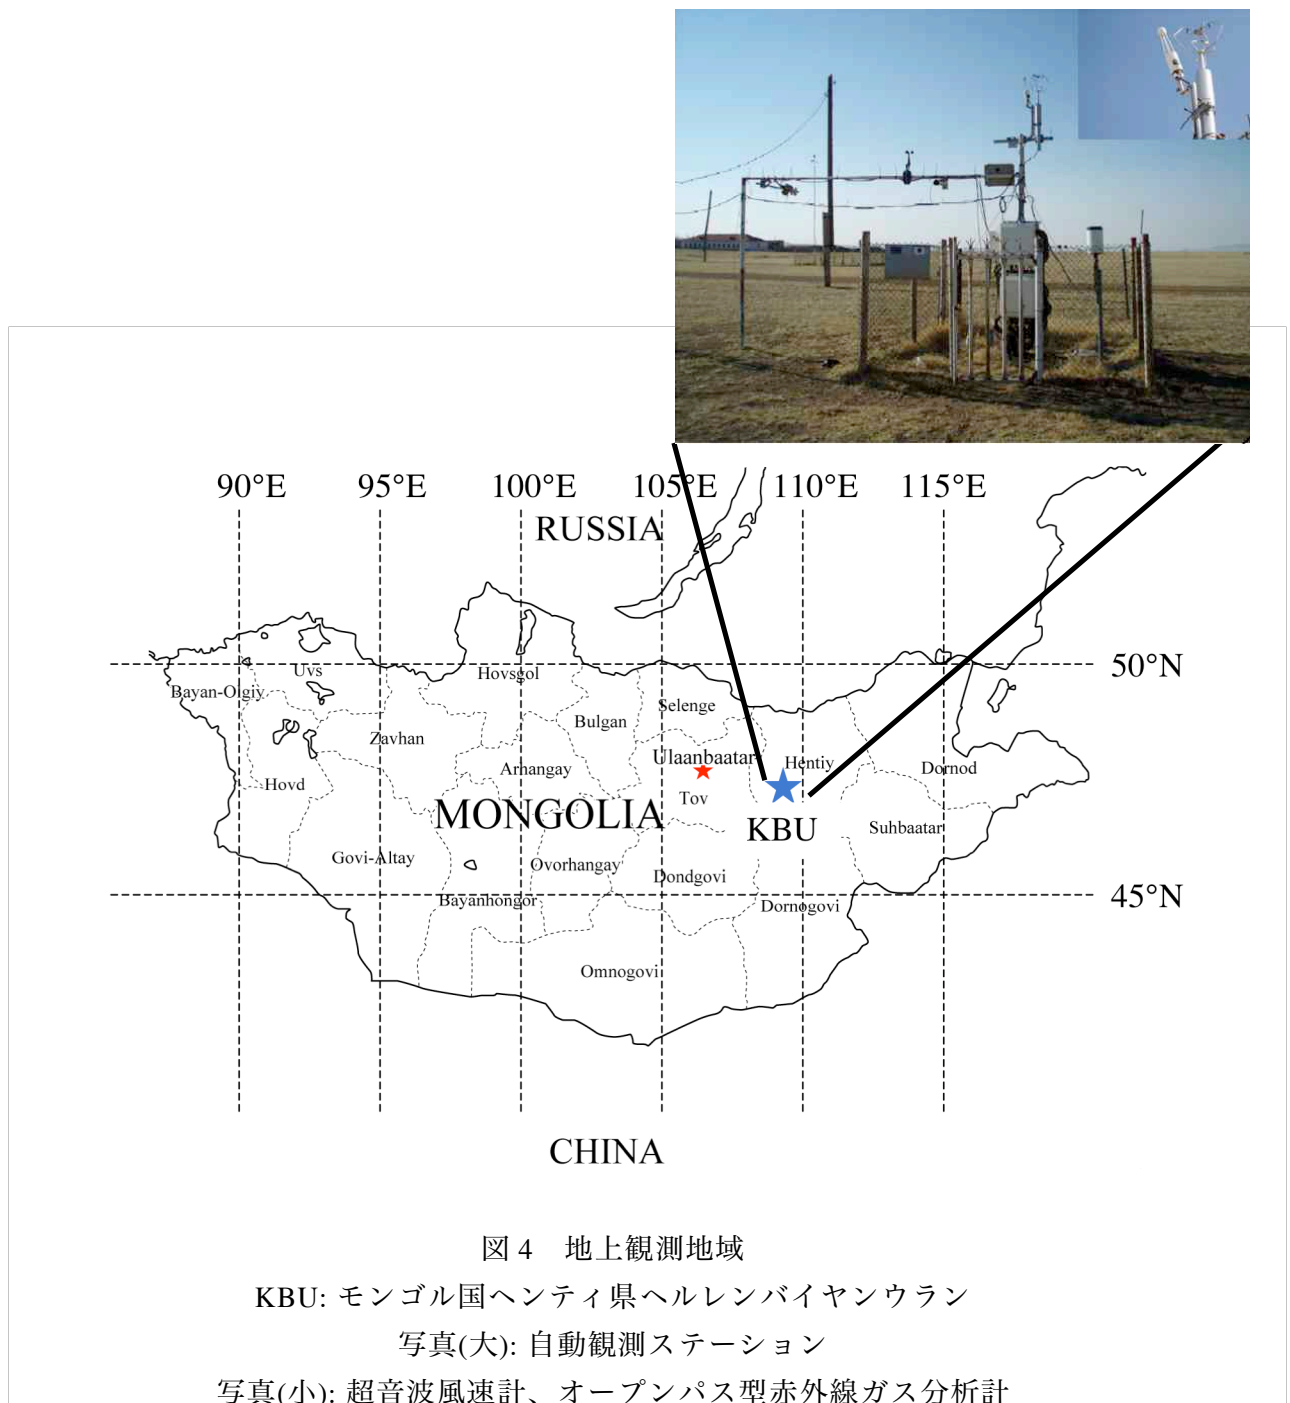 90°E 95°E 100°E 105°E 110°E 115°E
RUSSIA
50°N
Uvs
Hovsgol
Bayan-Olgiy
Selenge
Bulgan
Zavhan
Ulaanbaatar
Hentiy
Arhangay
Dornod
Hovd
Tov
MONGOLIA
KBU
Suhbaatar
Govi-Altay
Ovorhangay
Dondgovi
45°N
Bayanhongor
Dornogovi
Omnogovi
CHINA
図 4 地上観測地域
KBU: モンゴル国ヘンティ県ヘルレンバイヤンウラン
写真(大): 自動観測ステーション
写真(小): 超音波風速計、オープンパス型赤外線ガス分析計